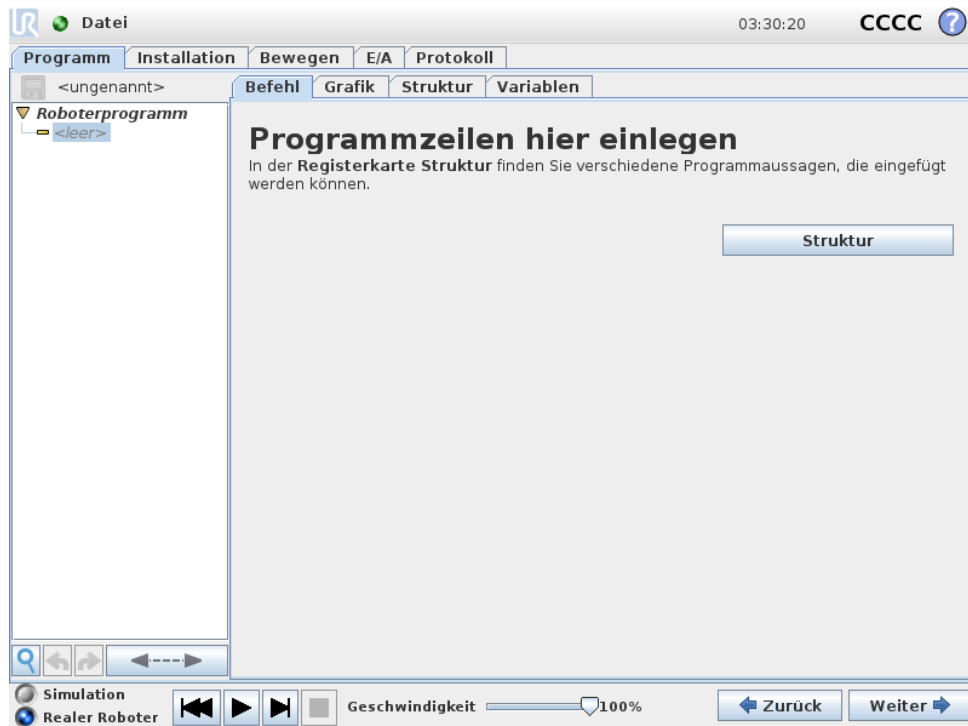 UR Datei 03:30:20 CCCC ?
Programm Installation Bewegen E/A Protokoll
<ungenannt> Befehl Grafik Struktur Variablen
Roboterprogramm
<leer>
Programmzeilen hier einlegen
In der Registerkarte Struktur finden Sie verschiedene Programmaussagen, die eingefügt
werden können.
Struktur
Simulation
Realer Roboter
Geschwindigkeit 100% Zurück Weiter